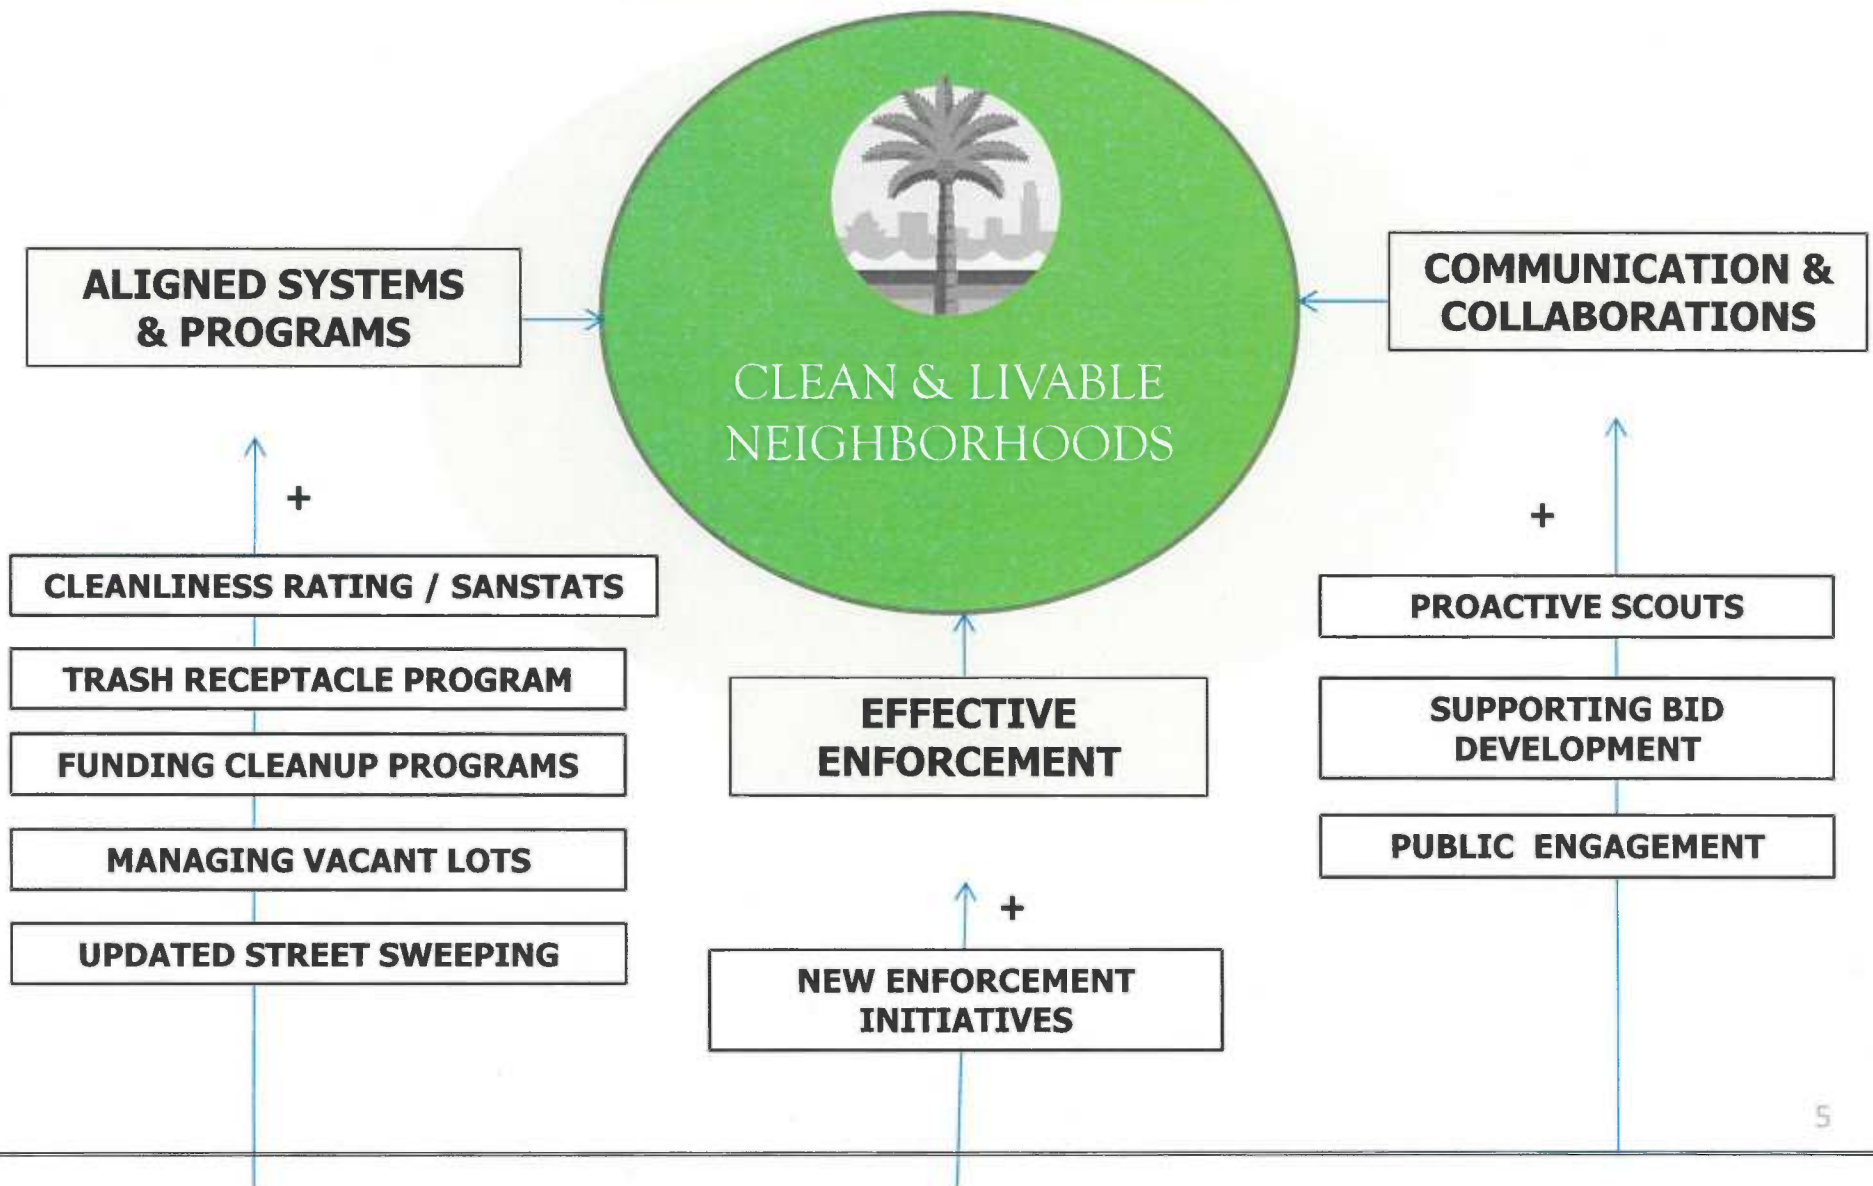 CLEAN & LIVABLE
NEIGHBORHOODS
ALIGNED SYSTEMS
& PROGRAMS
+
CLEANLINESS RATING / SANSTATS
TRASH RECEPTACLE PROGRAM
FUNDING CLEANUP PROGRAMS
MANAGING VACANT LOTS
UPDATED STREET SWEEPING
EFFECTIVE
ENFORCEMENT
+
NEW ENFORCEMENT
INITIATIVES
COMMUNICATION &
COLLABORATIONS
+
PROACTIVE SCOUTS
SUPPORTING BID
DEVELOPMENT
PUBLIC ENGAGEMENT
5